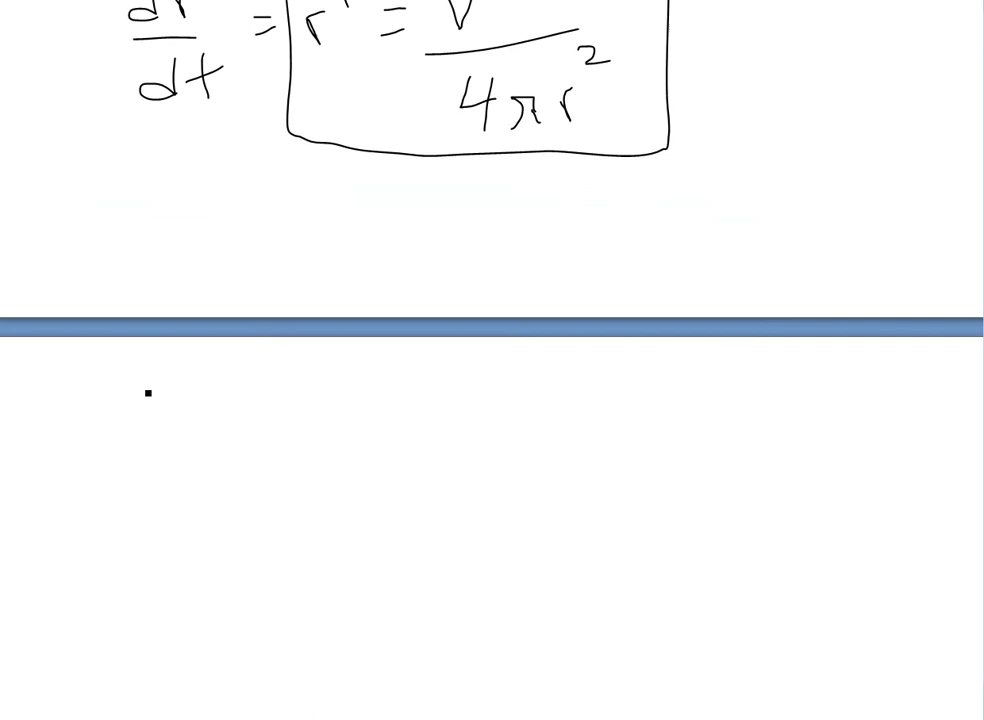 dr/dt = r' = V/4πr²